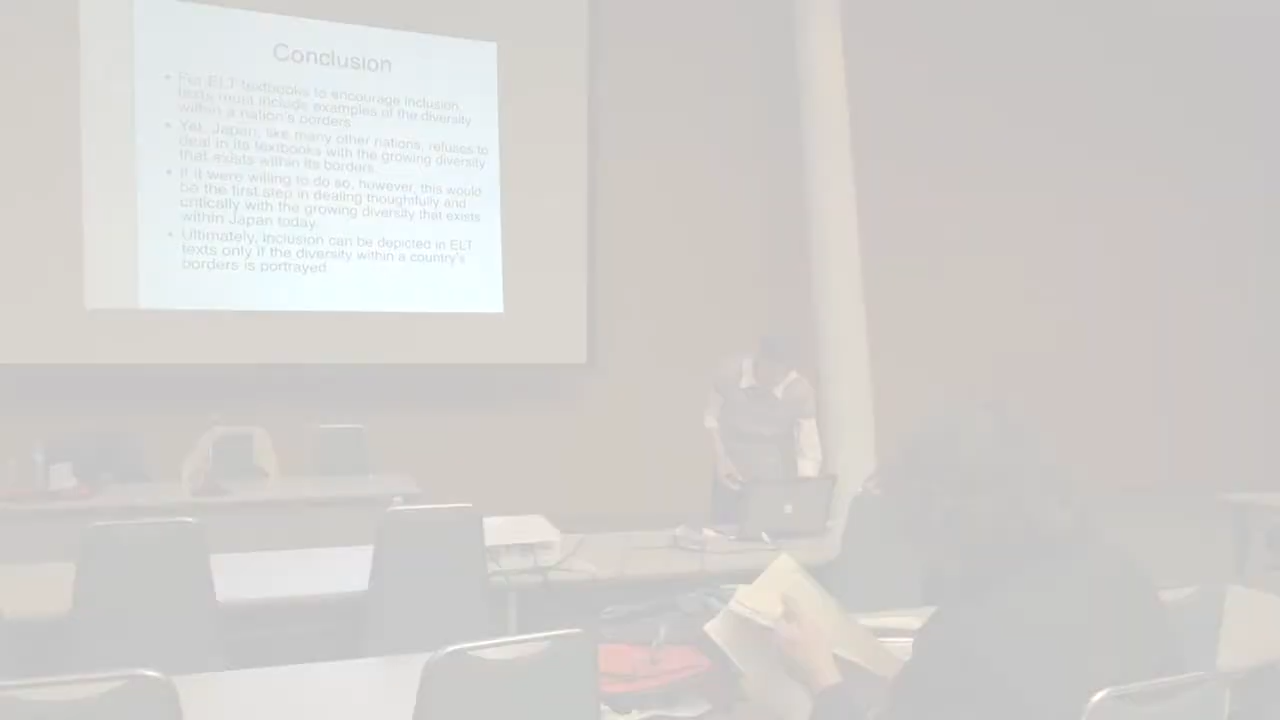 Conclusion
• For ELT textbooks to encourage inclusion,
texts must include examples of the diversity
within a nation's borders.
• Yet, Japan, like many other nations, refuses to
deal in its textbooks with the growing diversity
that exists within its borders.
• If it were willing to do so, however, this would
be the first step in dealing thoughtfully and
critically with the growing diversity that exists
within Japan today.
• Ultimately, inclusion can be depicted in ELT
texts only if the diversity within a country's
borders is portrayed.